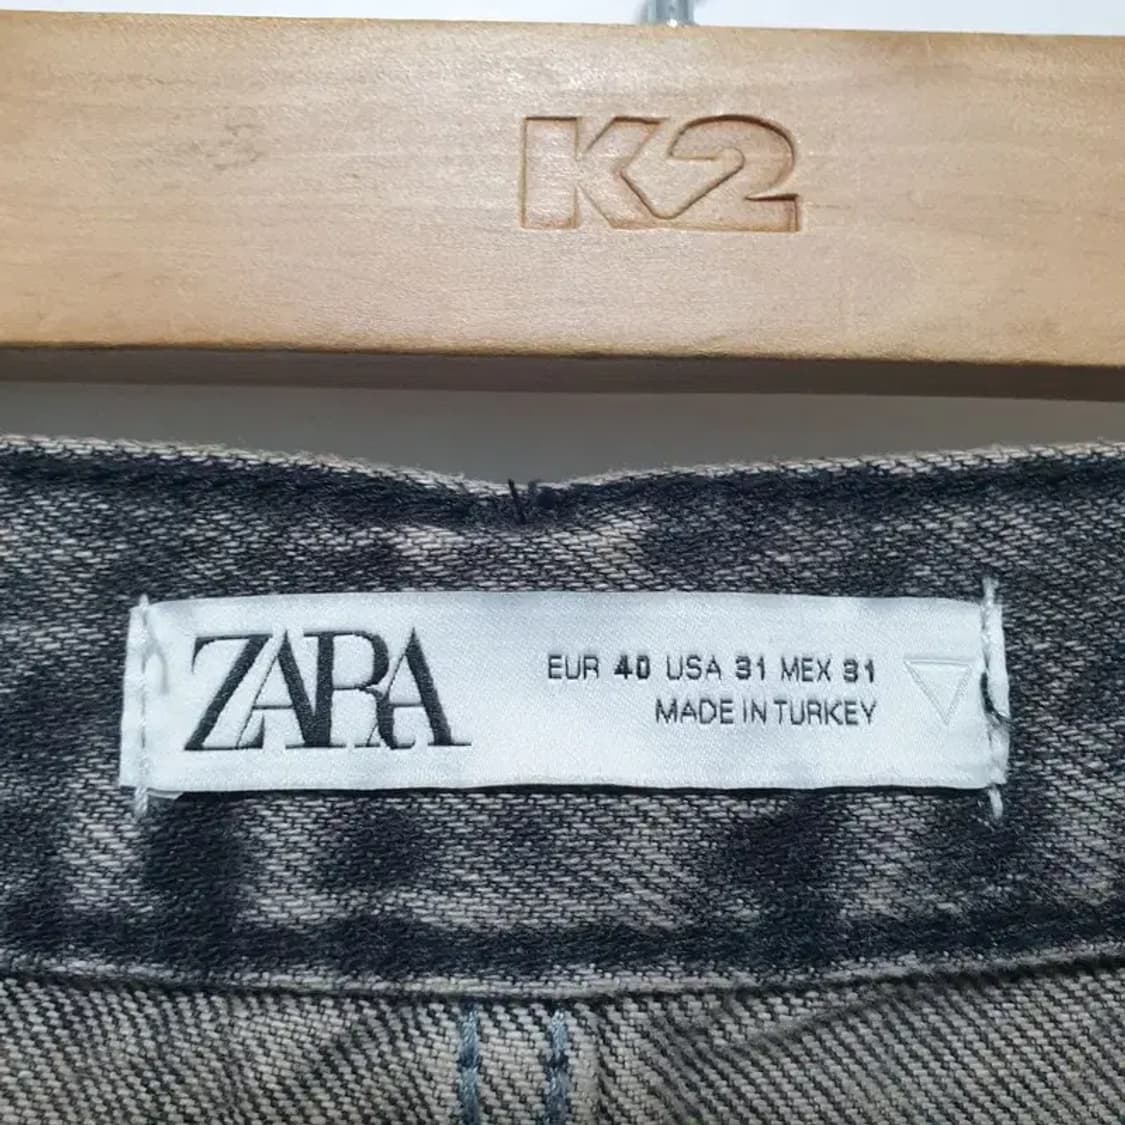 K2
ZARA
EUR 40 USA 31 MEX 31
MADE IN TURKEY